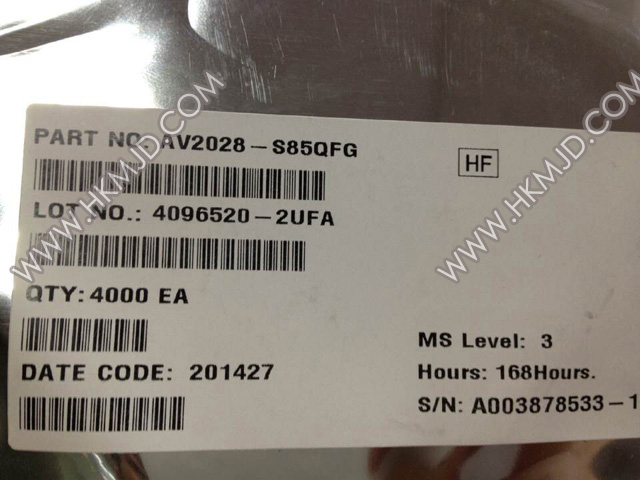 PART NO: AV2028-S85QFG
HF
LOT NO.: 4096520-2UFA
QTY: 4000 EA
MS Level: 3
DATE CODE: 201427
Hours: 168Hours.
S/N: A003878533-1
WWW.HKMJD.COM
WWW.HKMJD.COM